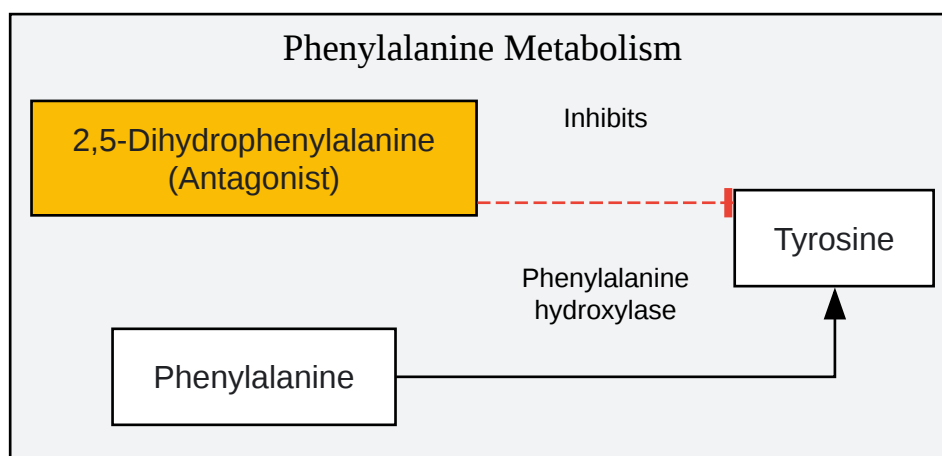 Phenylalanine Metabolism
2,5-Dihydrophenylalanine
(Antagonist)
Inhibits
Tyrosine
Phenylalanine
hydroxylase
Phenylalanine